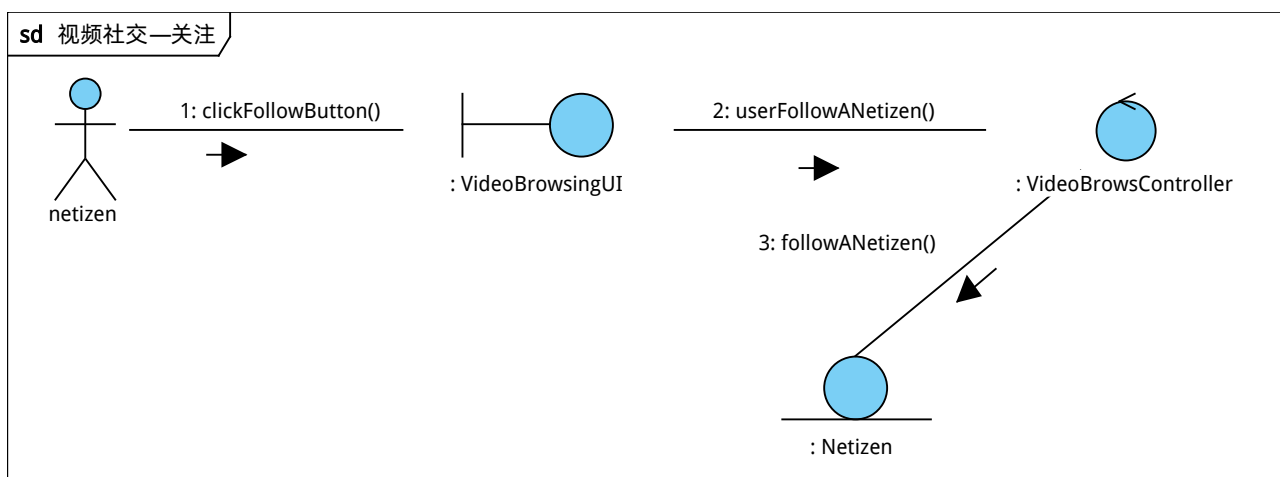 sd 视频社交—关注
1: clickFollowButton()
2: userFollowANetizen()
: VideoBrowsingUI
: VideoBrowsController
netizen
3: followANetizen()
: Netizen